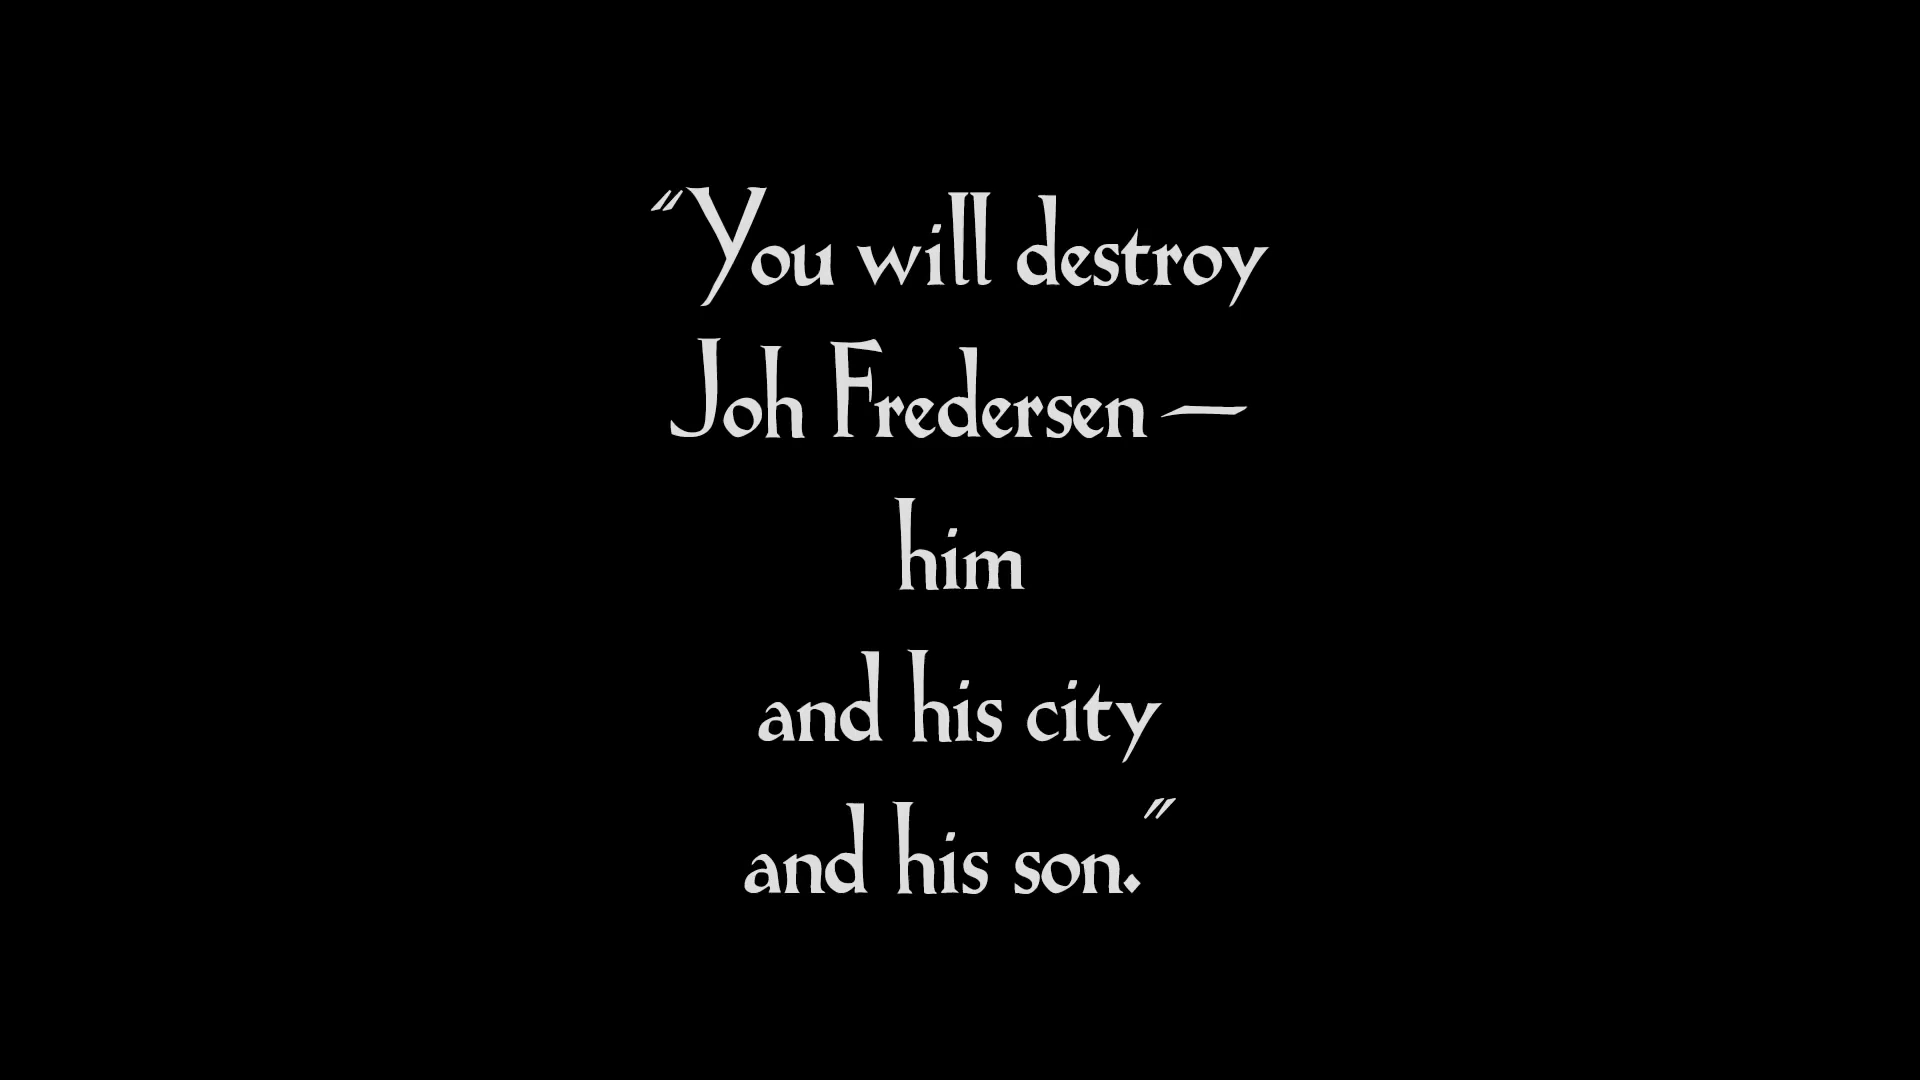 “You will destroy
Joh Fredersen —
him
and his city
and his son.”